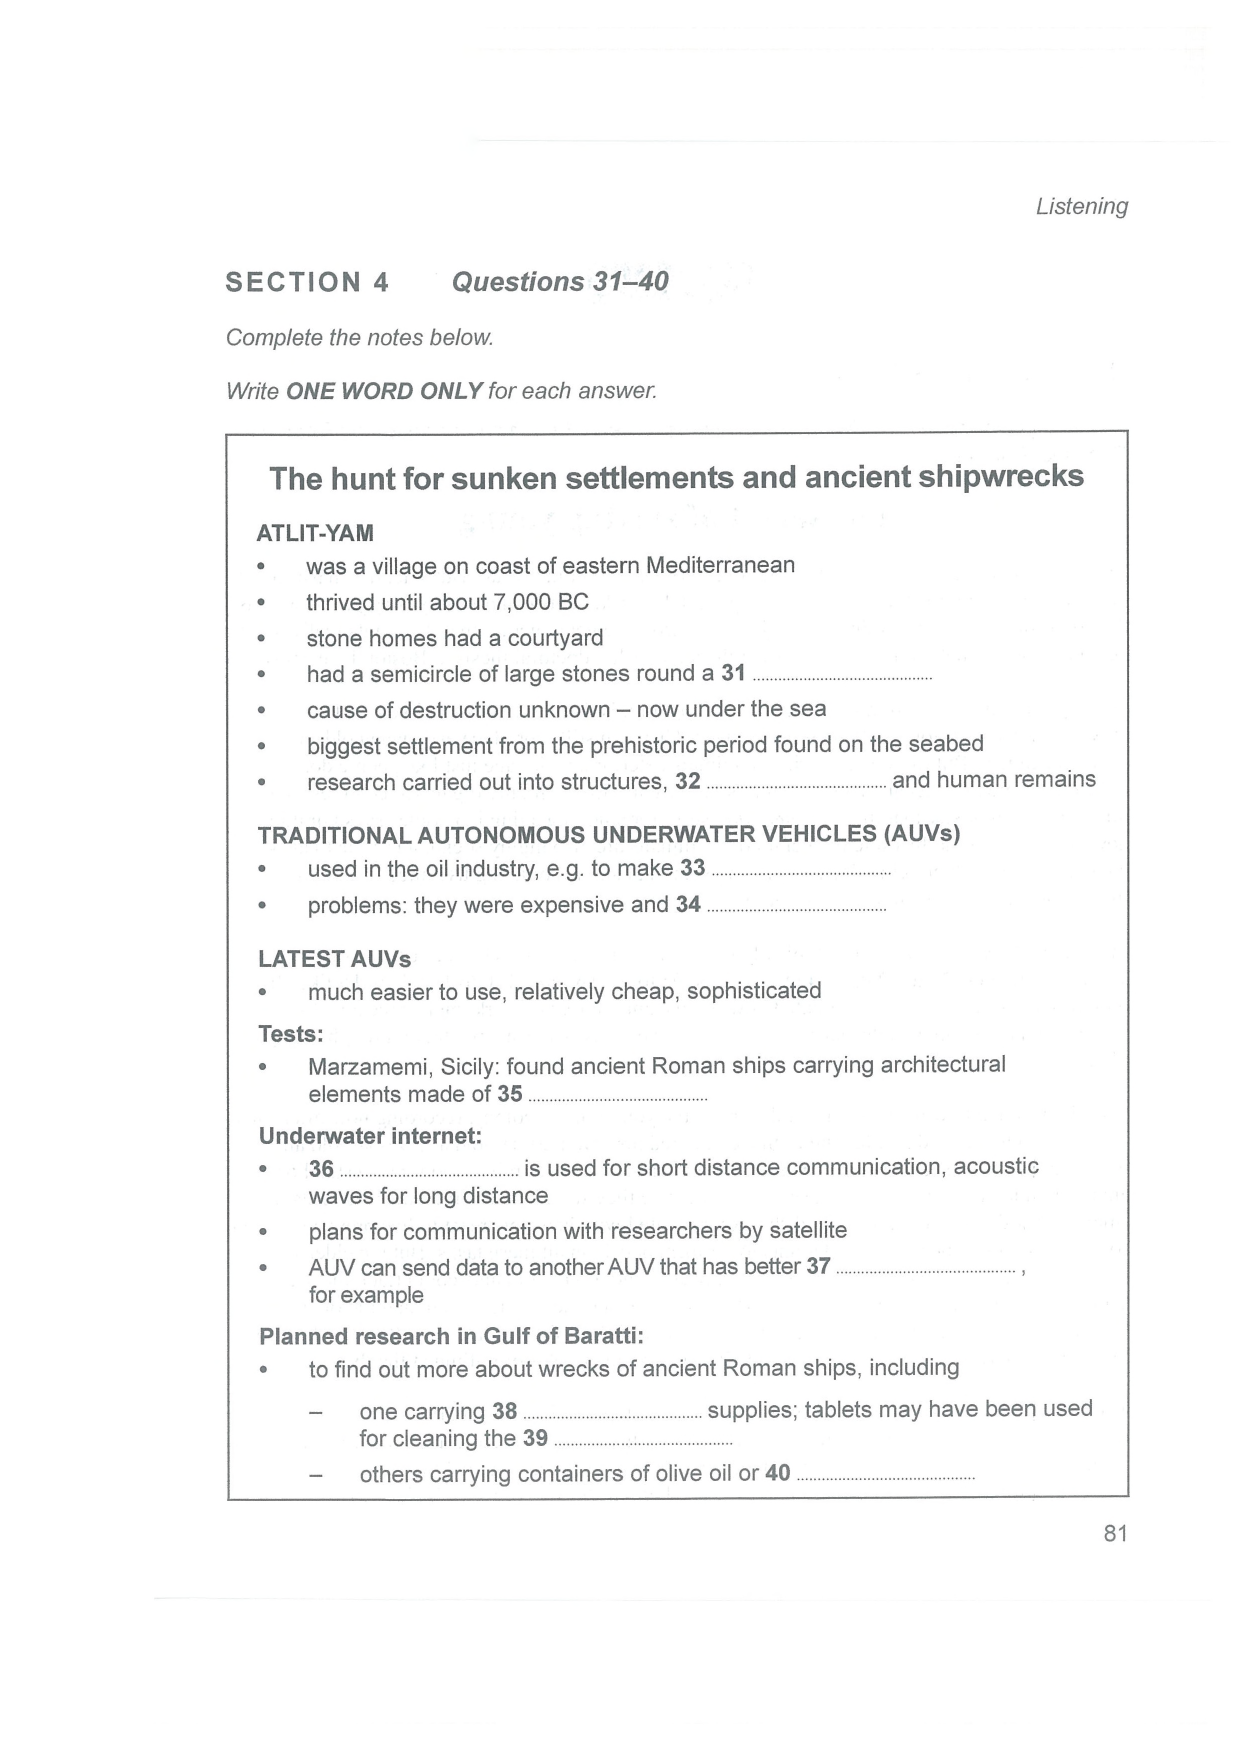 Listening
SECTION 4 Questions 31–40
Complete the notes below.
Write ONE WORD ONLY for each answer.
The hunt for sunken settlements and ancient shipwrecks
ATLIT-YAM
• was a village on coast of eastern Mediterranean
• thrived until about 7,000 BC
• stone homes had a courtyard
• had a semicircle of large stones round a 31 ..........................................
• cause of destruction unknown – now under the sea
• biggest settlement from the prehistoric period found on the seabed
• research carried out into structures, 32 .......................................... and human remains
TRADITIONAL AUTONOMOUS UNDERWATER VEHICLES (AUVs)
• used in the oil industry, e.g. to make 33 ..........................................
• problems: they were expensive and 34 ..........................................
LATEST AUVs
• much easier to use, relatively cheap, sophisticated
Tests:
• Marzamemi, Sicily: found ancient Roman ships carrying architectural
elements made of 35 ..........................................
Underwater internet:
• 36 .......................................... is used for short distance communication, acoustic
waves for long distance
• plans for communication with researchers by satellite
• AUV can send data to another AUV that has better 37 .......................................... ,
for example
Planned research in Gulf of Baratti:
• to find out more about wrecks of ancient Roman ships, including
– one carrying 38 .......................................... supplies; tablets may have been used
for cleaning the 39 ..........................................
– others carrying containers of olive oil or 40 ..........................................
81